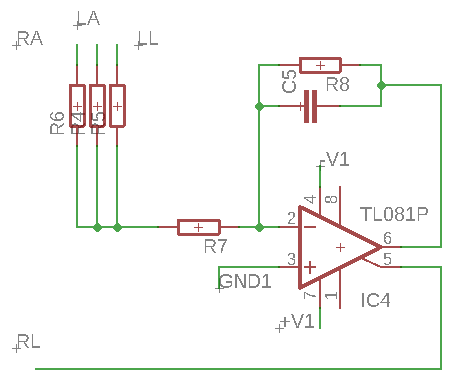 LA
RA
LL
C5
R8
R6
R4
R5
-V1
4
8
TL081P
2
6
R7
3
5
GND1
7
1
IC4
+V1
RL